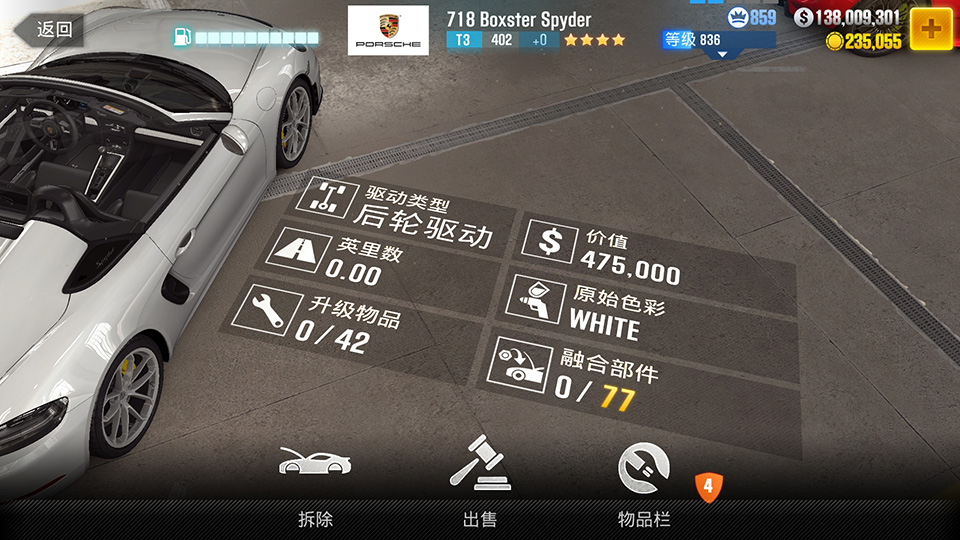 返回
PORSCHE
718 Boxster Spyder
T3 402 +0
859
138,009,301
等级 836
235,055
驱动类型
后轮驱动
英里数
0.00
升级物品
0/42
价值
475,000
原始色彩
WHITE
融合部件
0/77
4
拆除
出售
物品栏